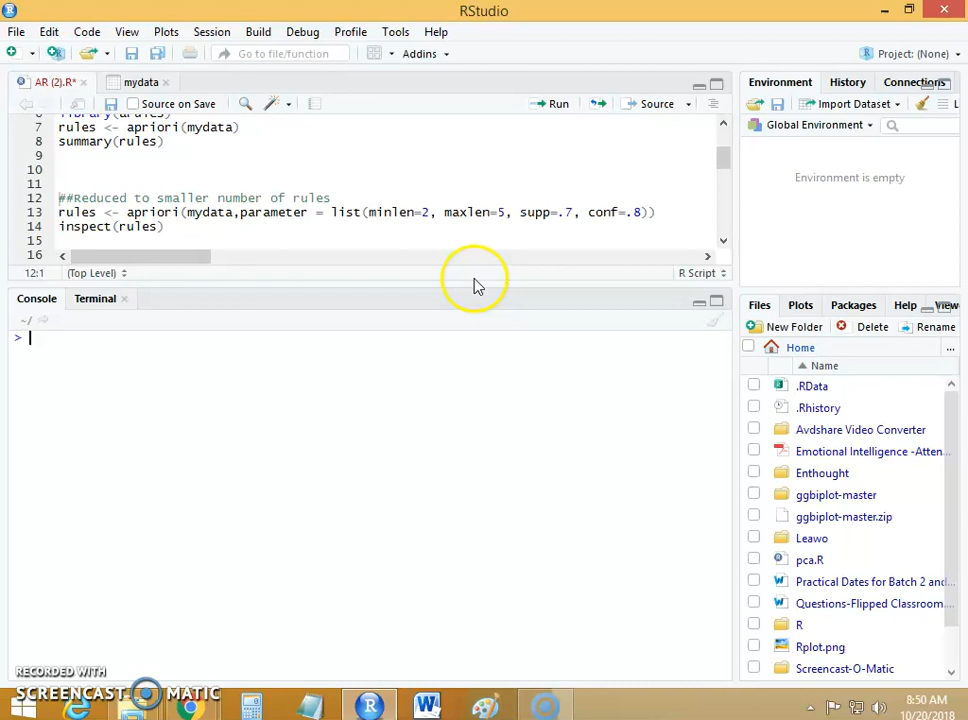 RStudio
File Edit Code View Plots Session Build Debug Profile Tools Help
Go to file/function Addins Project: (None)
AR (2).R* mydata
Source on Save Run Source
7 rules <- apriori(mydata)
8 summary(rules)
9
10
11
12 ##Reduced to smaller number of rules
13 rules <- apriori(mydata,parameter = list(minlen=2, maxlen=5, supp=.7, conf=.8))
14 inspect(rules)
15
16
12:1 (Top Level) R Script
Console Terminal
~/
>
Environment History Connections
Import Dataset L
Global Environment
Environment is empty
Files Plots Packages Help View
New Folder Delete Rename
Home ...
Name
.RData
.Rhistory
Avdshare Video Converter
Emotional Intelligence -Atten...
Enthought
ggbiplot-master
ggbiplot-master.zip
Leawo
pca.R
Practical Dates for Batch 2 and...
Questions-Flipped Classroom...
R
Rplot.png
Screencast-O-Matic
RECORDED WITH
SCREENCAST MATIC
8:50 AM
10/20/2018